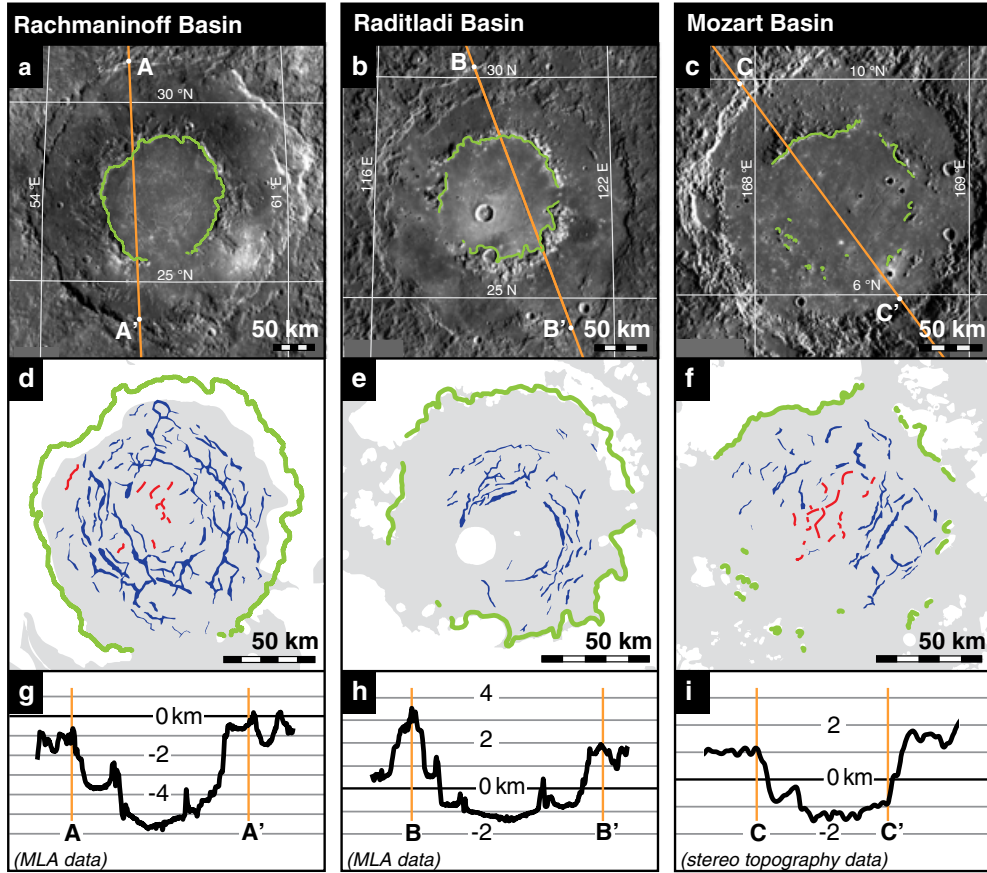 Rachmaninoff Basin
Raditladi Basin
Mozart Basin
a
A
30 °N
54 °E
61 °E
25 °N
A'
50 km
b
B
30 N
116 E
122 E
25 N
B'
50 km
c
C
10 °N
168 °E
169 °E
6 °N
C'
50 km
d
50 km
e
50 km
f
50 km
g
0 km
-2
-4
A
A'
(MLA data)
h
4
2
0 km
-2
B
B'
(MLA data)
i
2
0 km
-2
C
C'
(stereo topography data)